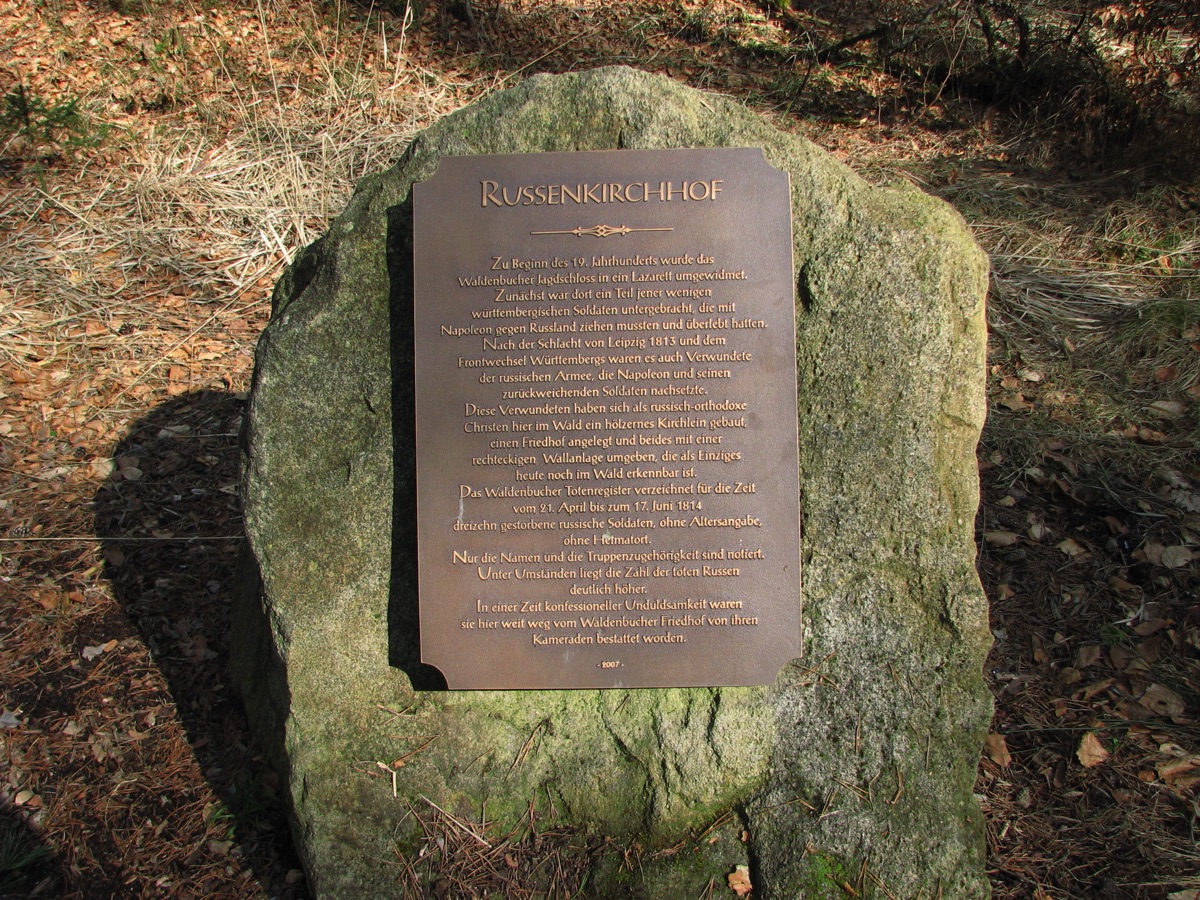 RUSSENKIRCHHOF
Zu Beginn des 19. Jahrhunderts wurde das
Waldenbucher Jagdschloss in ein Lazarett umgewidmet.
Zunächst war dort ein Teil jener wenigen
württembergischen Soldaten untergebracht, die mit
Napoleon gegen Russland ziehen mussten und überlebt hatten.
Nach der Schlacht von Leipzig 1813 und dem
Frontwechsel Württembergs waren es auch Verwundete
der russischen Armee, die Napoleon und seinen
zurückweichenden Soldaten nachsetzte.
Diese Verwundeten haben sich als russisch-orthodoxe
Christen hier im Wald ein hölzernes Kirchlein gebaut,
einen Friedhof angelegt und beides mit einer
rechteckigen Wallanlage umgeben, die als Einziges
heute noch im Wald erkennbar ist.
Das Waldenbucher Totenregister verzeichnet für die Zeit
vom 21. April bis zum 17. Juni 1814
dreizehn gestorbene russische Soldaten, ohne Altersangabe,
ohne Heimatort.
Nur die Namen und die Truppenzugehörigkeit sind notiert.
Unter Umständen liegt die Zahl der toten Russen
deutlich höher.
In einer Zeit konfessioneller Unduldsamkeit waren
sie hier weit weg vom Waldenbucher Friedhof von ihren
Kameraden bestattet worden.
- 2007 -